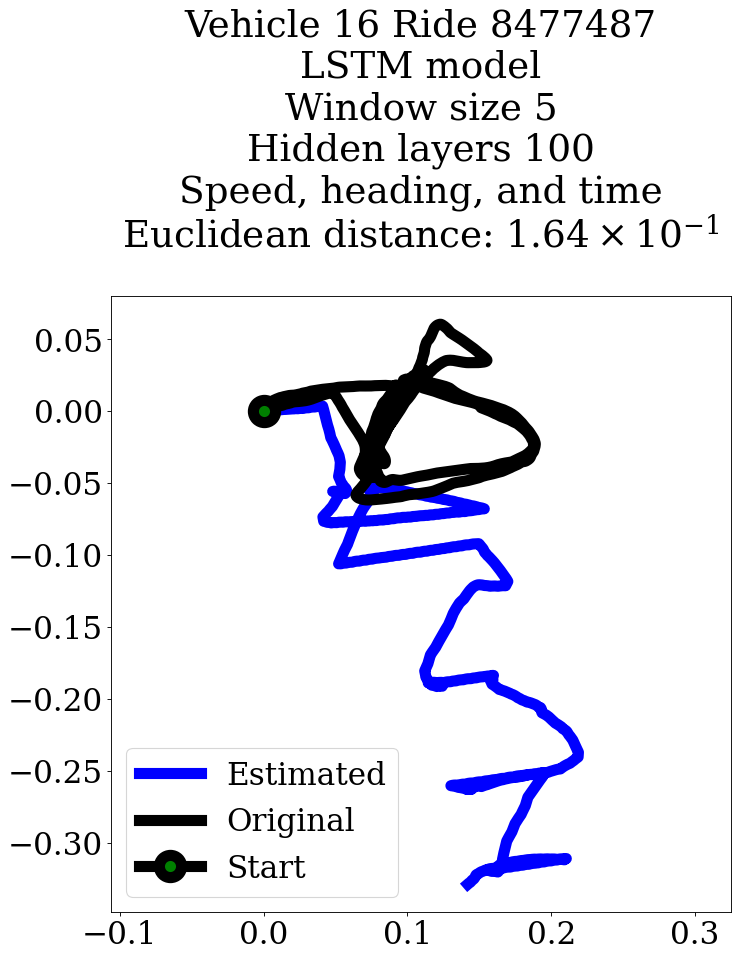 Vehicle 16 Ride 8477487
LSTM model
Window size 5
Hidden layers 100
Speed, heading, and time
Euclidean distance: 1.64 × 10⁻¹
0.05
0.00
−0.05
−0.10
−0.15
−0.20
−0.25
−0.30
Estimated
Original
Start
−0.1 0.0 0.1 0.2 0.3